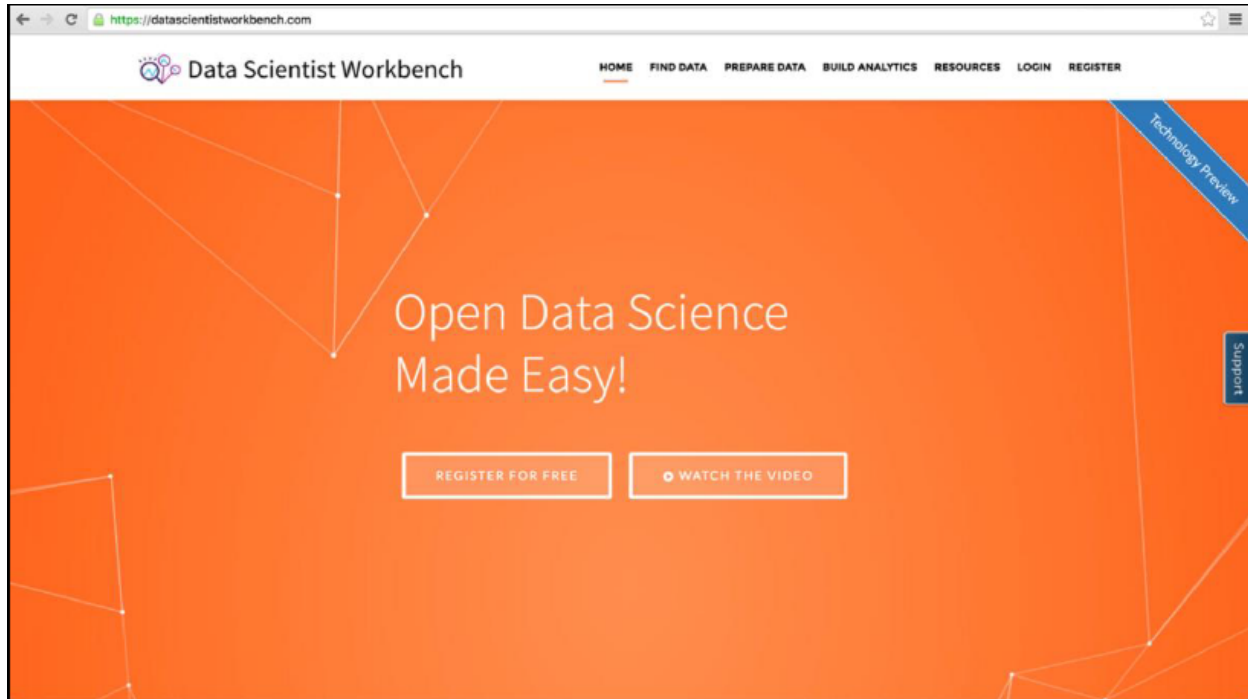 https://datascientistworkbench.com
Data Scientist Workbench
HOME FIND DATA PREPARE DATA BUILD ANALYTICS RESOURCES LOGIN REGISTER
Technology Preview
Open Data Science
Made Easy!
Support
REGISTER FOR FREE WATCH THE VIDEO